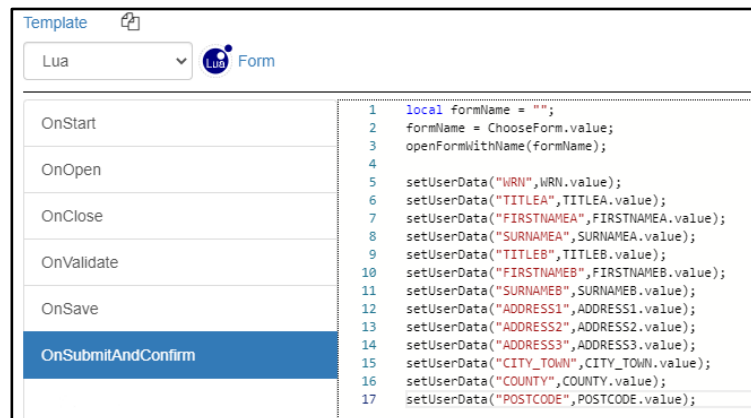 Template
Lua
Lua
Form
OnStart
OnOpen
OnClose
OnValidate
OnSave
OnSubmitAndConfirm
1 local formName = "";
2 formName = ChooseForm.value;
3 openFormWithName(formName);
4
5 setUserData("WRN",WRN.value);
6 setUserData("TITLEA",TITLEA.value);
7 setUserData("FIRSTNAMEA",FIRSTNAMEA.value);
8 setUserData("SURNAMEA",SURNAMEA.value);
9 setUserData("TITLEB",TITLEB.value);
10 setUserData("FIRSTNAMEB",FIRSTNAMEB.value);
11 setUserData("SURNAMEB",SURNAMEB.value);
12 setUserData("ADDRESS1",ADDRESS1.value);
13 setUserData("ADDRESS2",ADDRESS2.value);
14 setUserData("ADDRESS3",ADDRESS3.value);
15 setUserData("CITY_TOWN",CITY_TOWN.value);
16 setUserData("COUNTY",COUNTY.value);
17 setUserData("POSTCODE",POSTCODE.value);